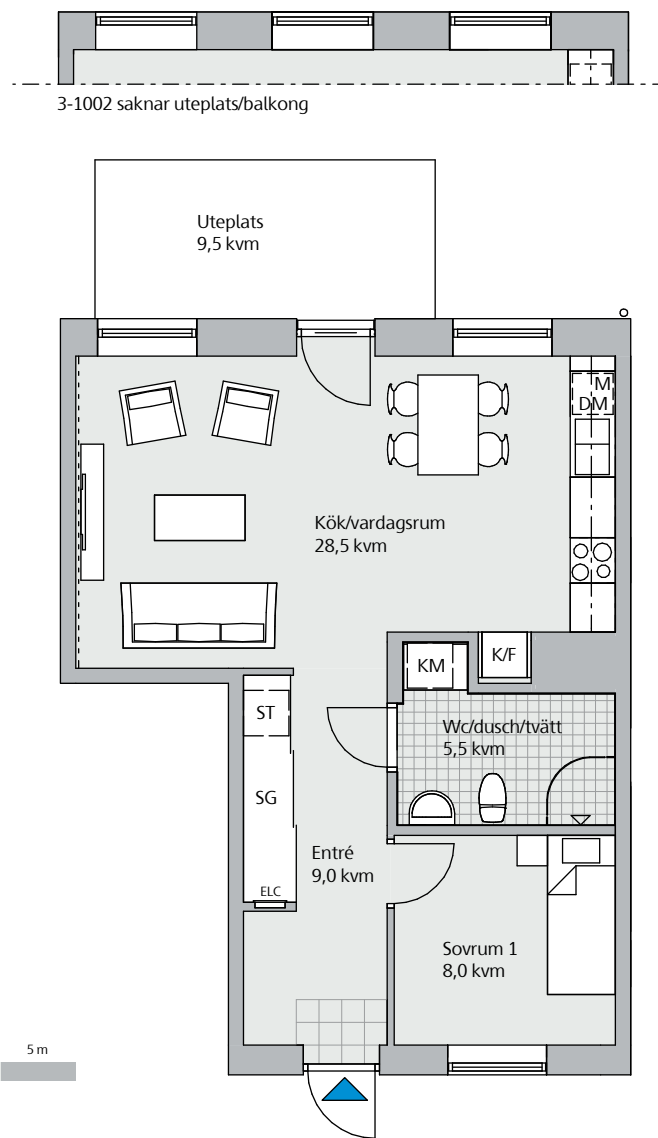 3-1002 saknar uteplats/balkong
Uteplats
9,5 kvm
M
DM
Kök/vardagsrum
28,5 kvm
K/F
KM
ST
Wc/dusch/tvätt
5,5 kvm
SG
Entré
9,0 kvm
ELC
Sovrum 1
8,0 kvm
5 m